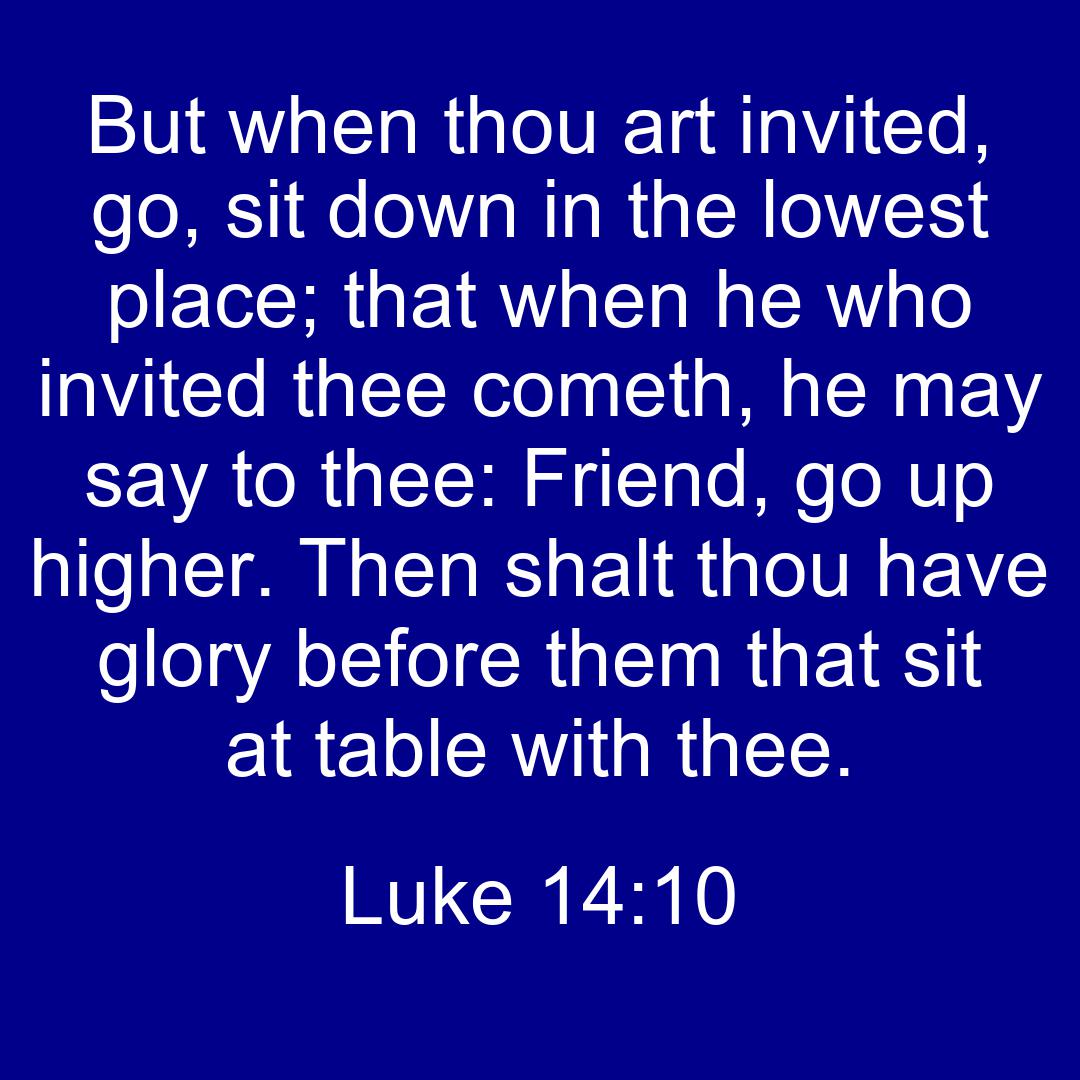 But when thou art invited,
go, sit down in the lowest
place; that when he who
invited thee cometh, he may
say to thee: Friend, go up
higher. Then shalt thou have
glory before them that sit
at table with thee.
Luke 14:10